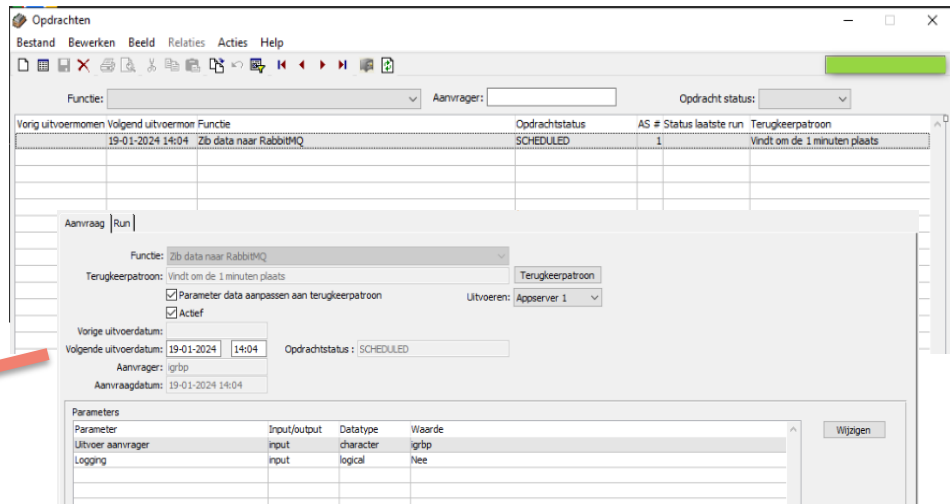 Opdrachten
Bestand Bewerken Beeld Relaties Acties Help
Functie: Aanvrager: Opdracht status:
Vorig uitvoermomen Volgend uitvoermon Functie Opdrachtstatus AS # Status laatste run Terugkeerpatroon
19-01-2024 14:04 Zib data naar RabbitMQ SCHEDULED 1 Vindt om de 1 minuten plaats
Aanvraag Run
Functie: Zib data naar RabbitMQ
Terugkeerpatroon: Vindt om de 1 minuten plaats Terugkeerpatroon
Parameter data aanpassen aan terugkeerpatroon Uitvoeren: Appserver 1
Actief
Vorige uitvoerdatum:
Volgende uitvoerdatum: 19-01-2024 14:04 Opdrachtstatus : SCHEDULED
Aanvrager: igrbp
Aanvraagdatum: 19-01-2024 14:04
Parameters
Parameter Input/output Datatype Waarde Wijzigen
Uitvoer aanvrager input character igrbp
Logging input logical Nee